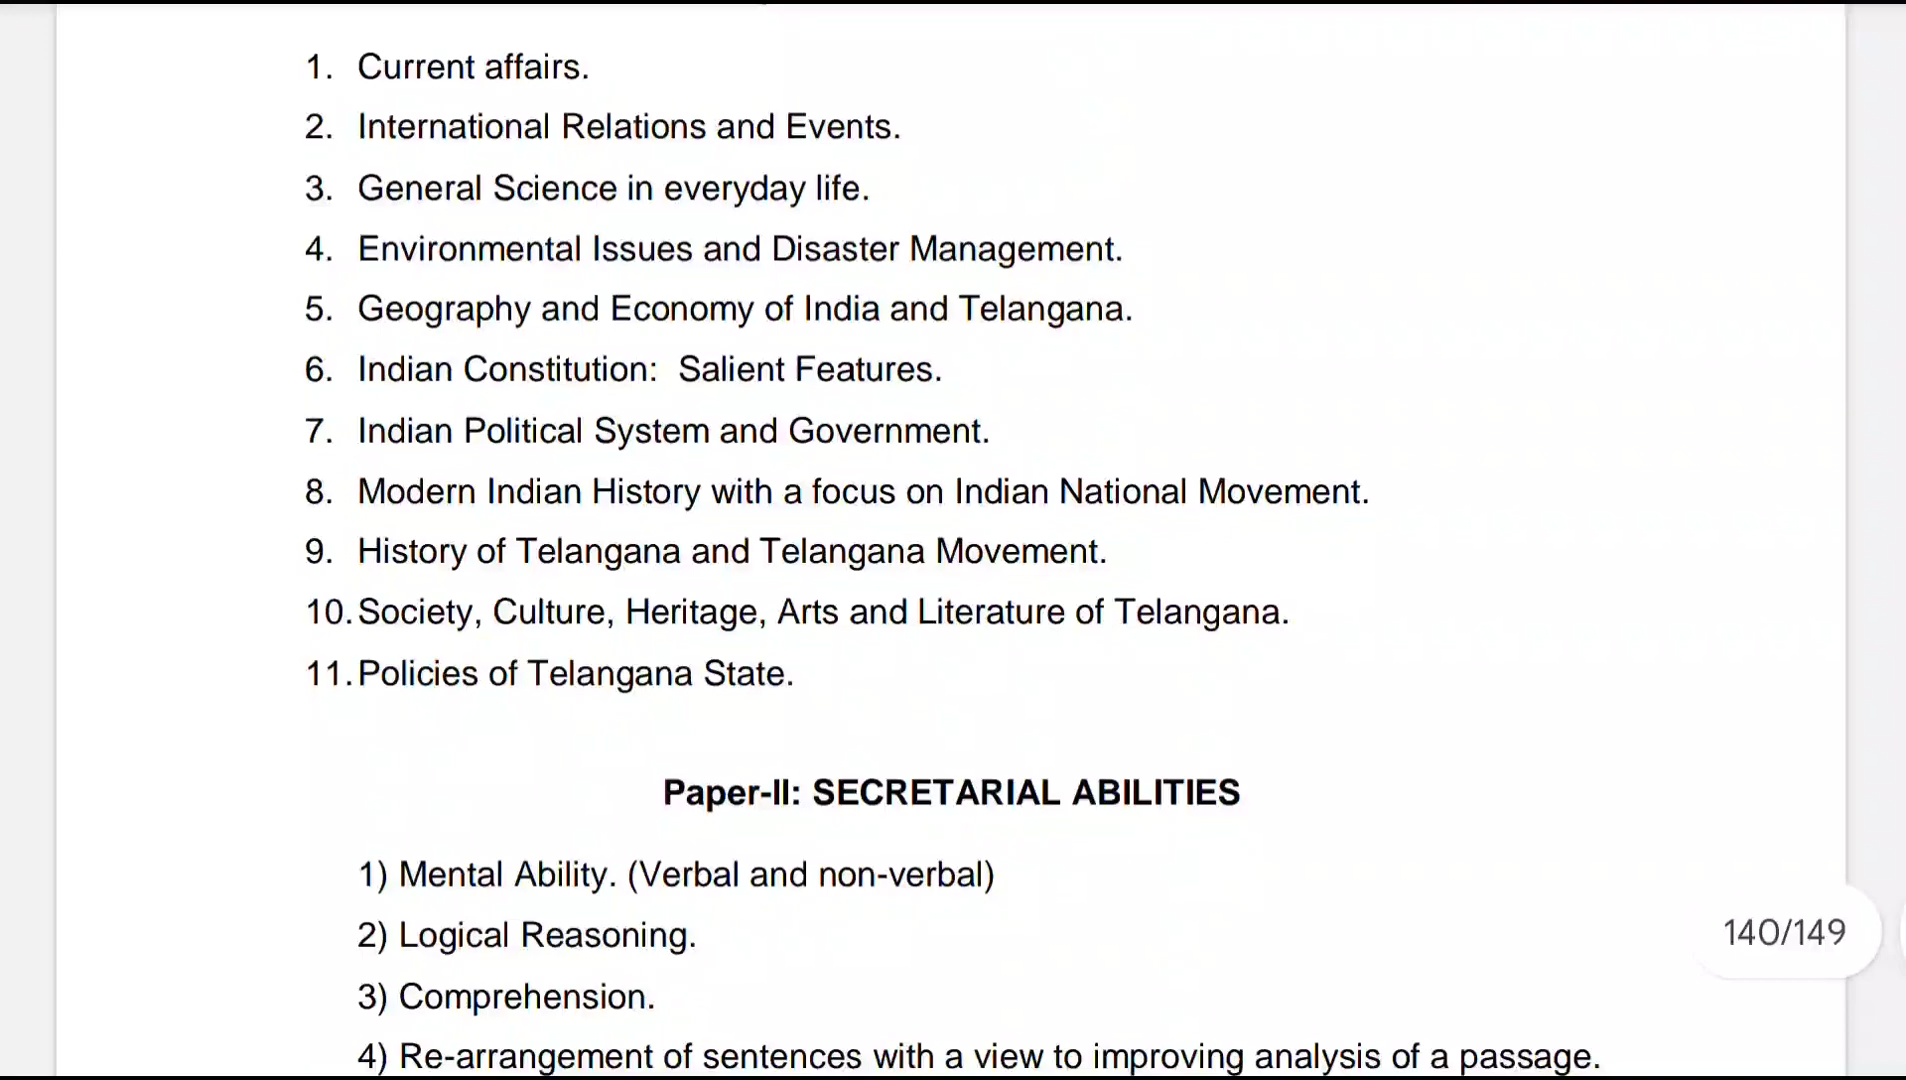 1. Current affairs.
2. International Relations and Events.
3. General Science in everyday life.
4. Environmental Issues and Disaster Management.
5. Geography and Economy of India and Telangana.
6. Indian Constitution:  Salient Features.
7. Indian Political System and Government.
8. Modern Indian History with a focus on Indian National Movement.
9. History of Telangana and Telangana Movement.
10. Society, Culture, Heritage, Arts and Literature of Telangana.
11. Policies of Telangana State.
Paper-II: SECRETARIAL ABILITIES
1) Mental Ability. (Verbal and non-verbal)
2) Logical Reasoning.
140/149
3) Comprehension.
4) Re-arrangement of sentences with a view to improving analysis of a passage.